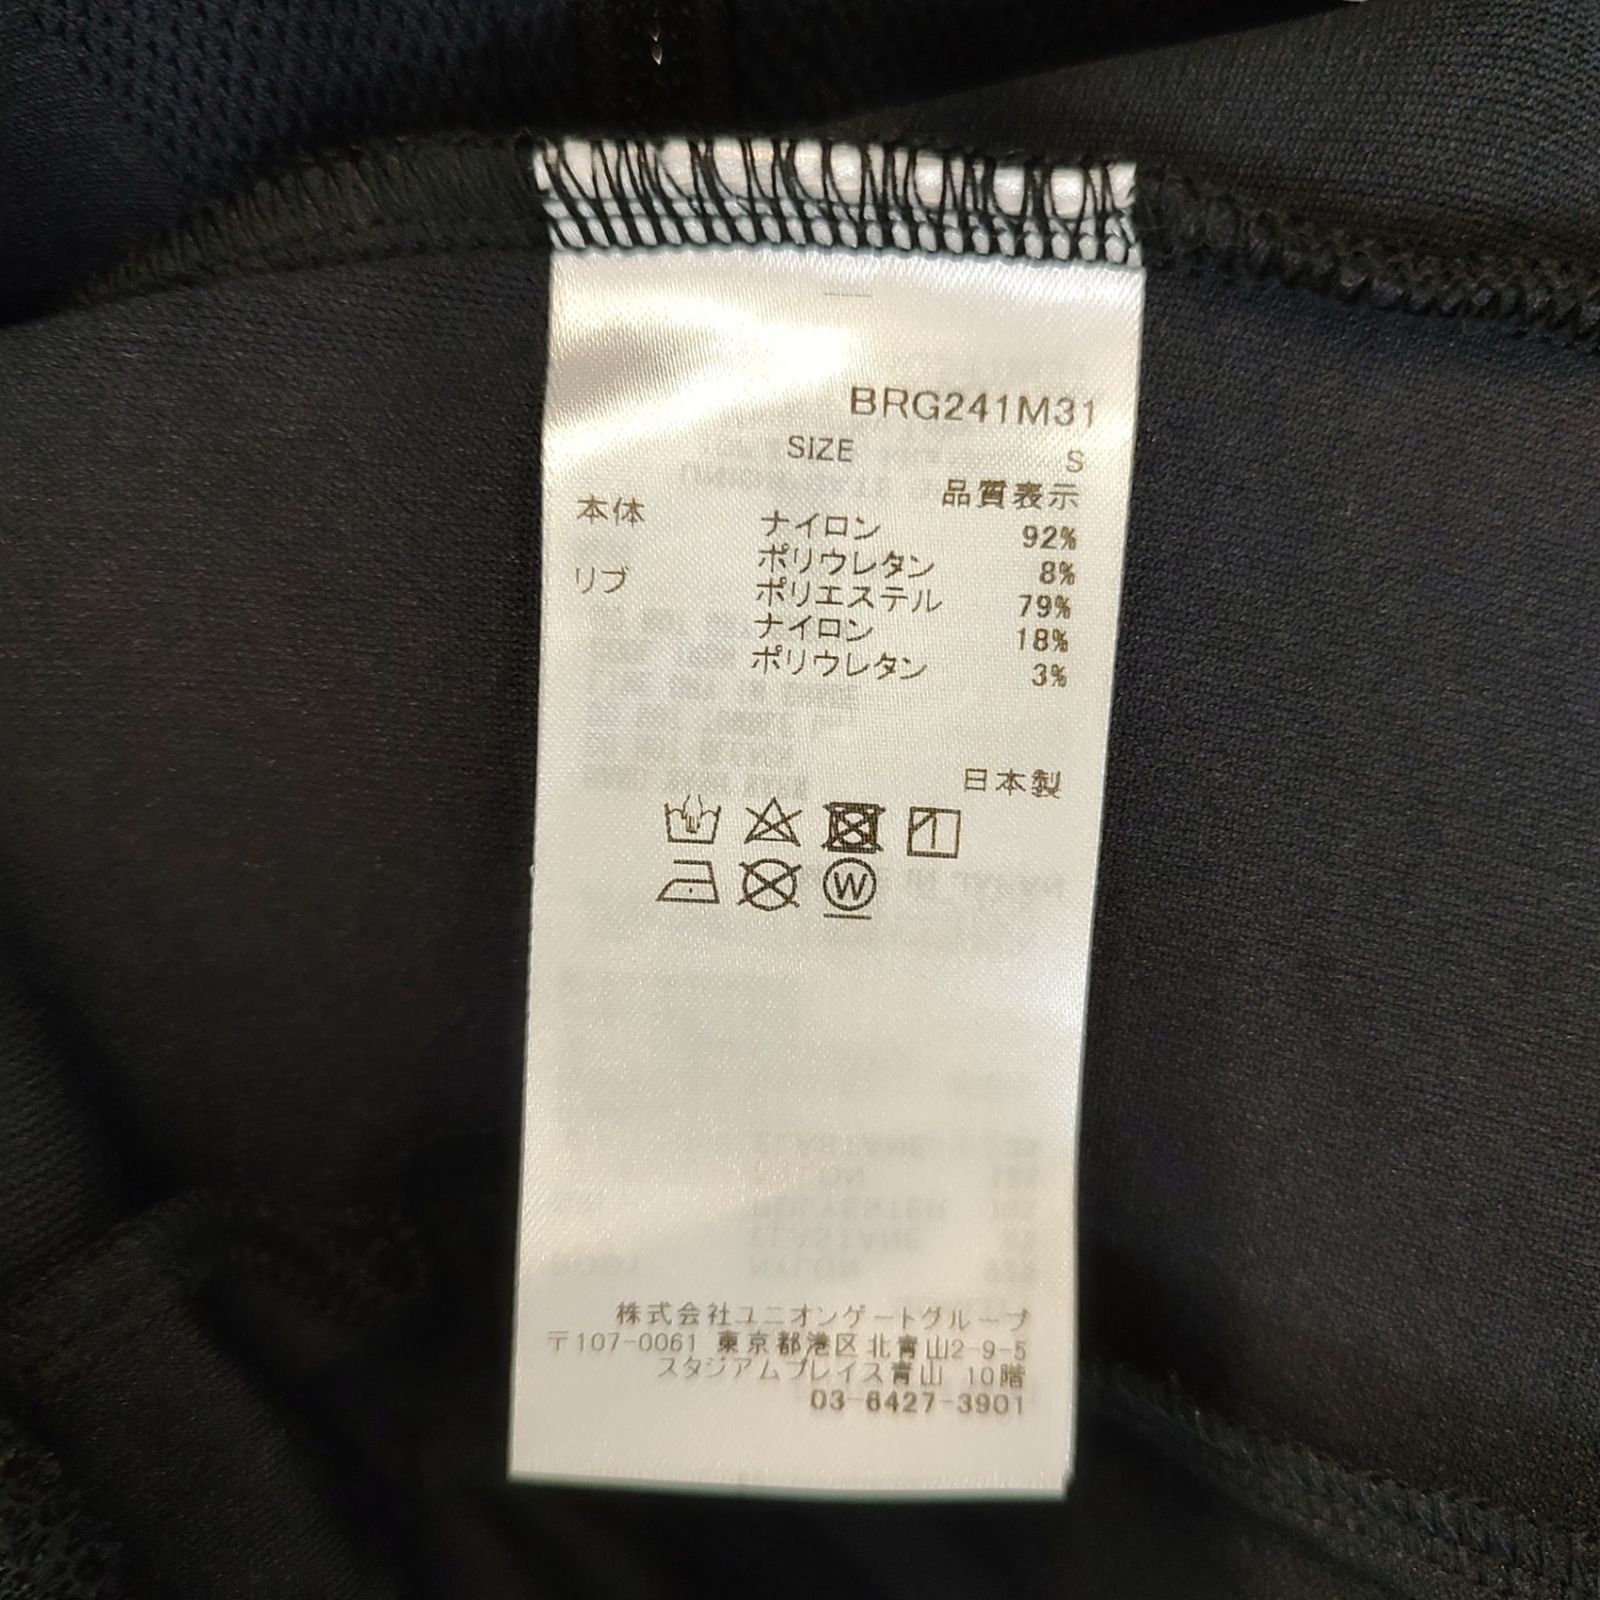 BRG241M31
SIZE S
品質表示
本体 ナイロン 92%
ポリウレタン 8%
リブ ポリエステル 79%
ナイロン 18%
ポリウレタン 3%
日本製
W
株式会社ユニオンゲートグループ
〒107-0061 東京都港区北青山2-9-5
スタジアムプレイス青山 10階
03-6427-3901